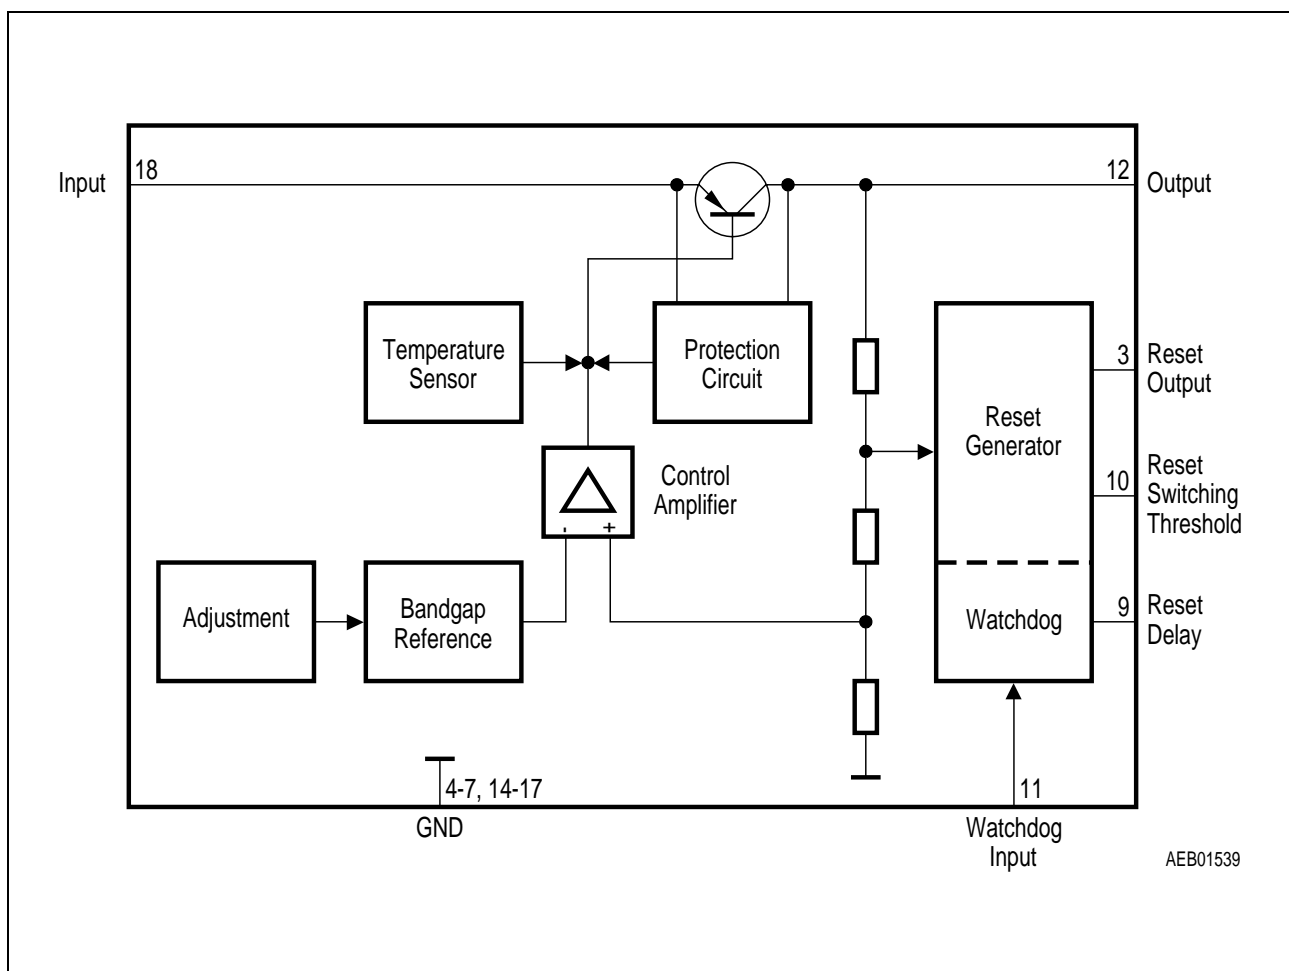 Input
18
12
Output
Temperature
Sensor
Protection
Circuit
3
Reset
Output
Reset
Generator
Control
Amplifier
10
Reset
Switching
Threshold
- +
Adjustment
Bandgap
Reference
Watchdog
9
Reset
Delay
4-7, 14-17
GND
11
Watchdog
Input
AEB01539